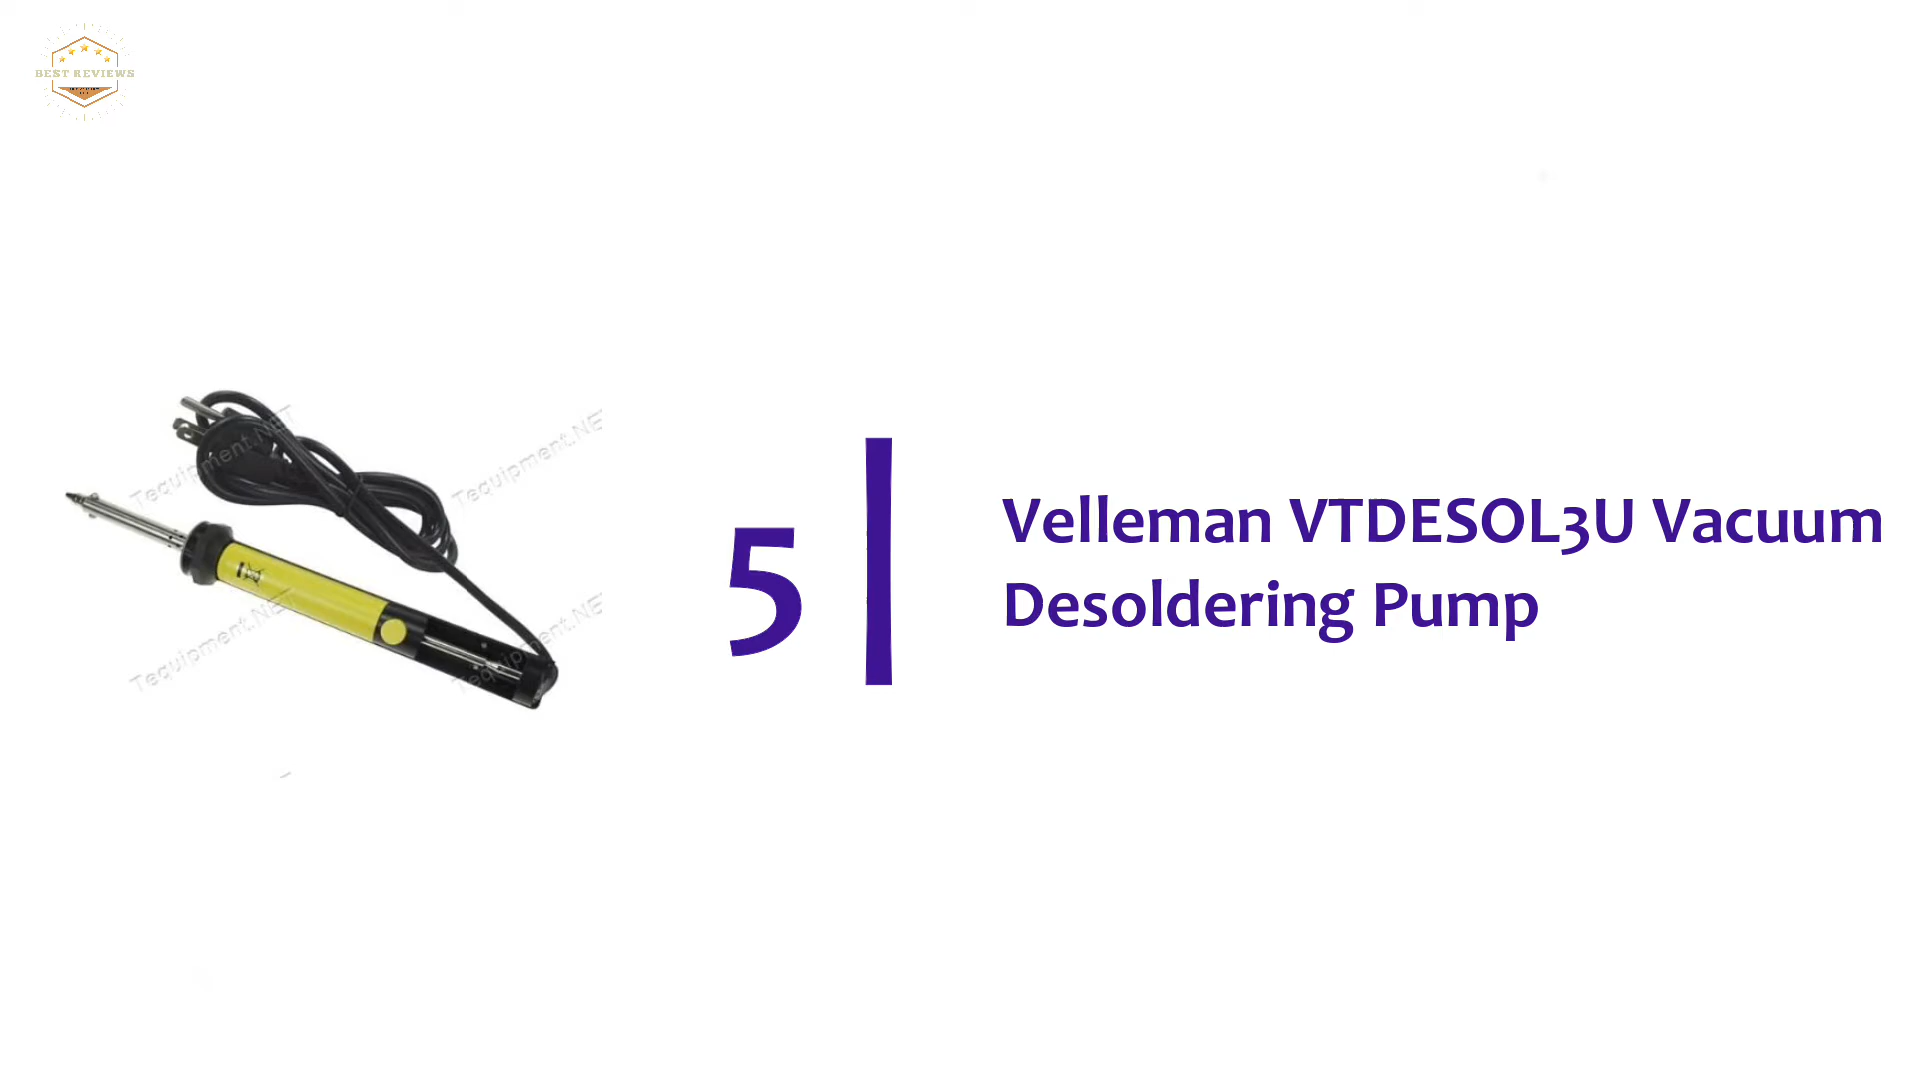 BEST REVIEWS
Tequipment.NET
Tequipment.NE
5
Velleman VTDESOL3U Vacuum
Desoldering Pump
Tequipment.NET
Tequipment.NE